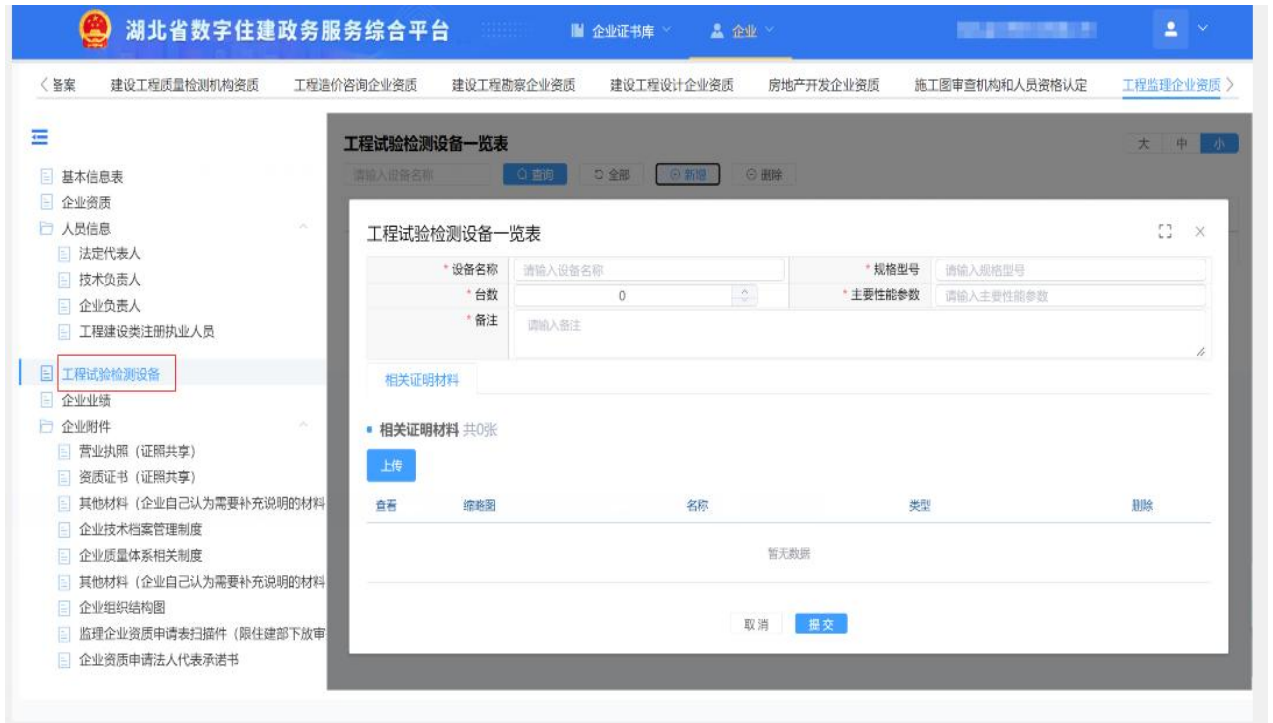 湖北省数字住建政务服务综合平台 企业证书库 企业
备案 建设工程质量检测机构资质 工程造价咨询企业资质 建设工程勘察企业资质 建设工程设计企业资质 房地产开发企业资质 施工图审查机构和人员资格认定 工程监理企业资质
工程试验检测设备一览表 大 中 小
请输入设备名称 查询 全部 新增 删除
基本信息表
企业资质
人员信息
法定代表人
技术负责人
企业负责人
工程建设类注册执业人员
工程试验检测设备
企业业绩
企业附件
营业执照（证照共享）
资质证书（证照共享）
其他材料（企业自己认为需要补充说明的材料
企业技术档案管理制度
企业质量体系相关制度
其他材料（企业自己认为需要补充说明的材料
企业组织结构图
监理企业资质申请表扫描件（限住建部下放审
企业资质申请法人代表承诺书
工程试验检测设备一览表
* 设备名称 请输入设备名称 * 规格型号 请输入规格型号
* 台数 0 * 主要性能参数 请输入主要性能参数
* 备注 请输入备注
相关证明材料
相关证明材料 共0张
上传
查看 缩略图 名称 类型 删除
暂无数据
取消 提交